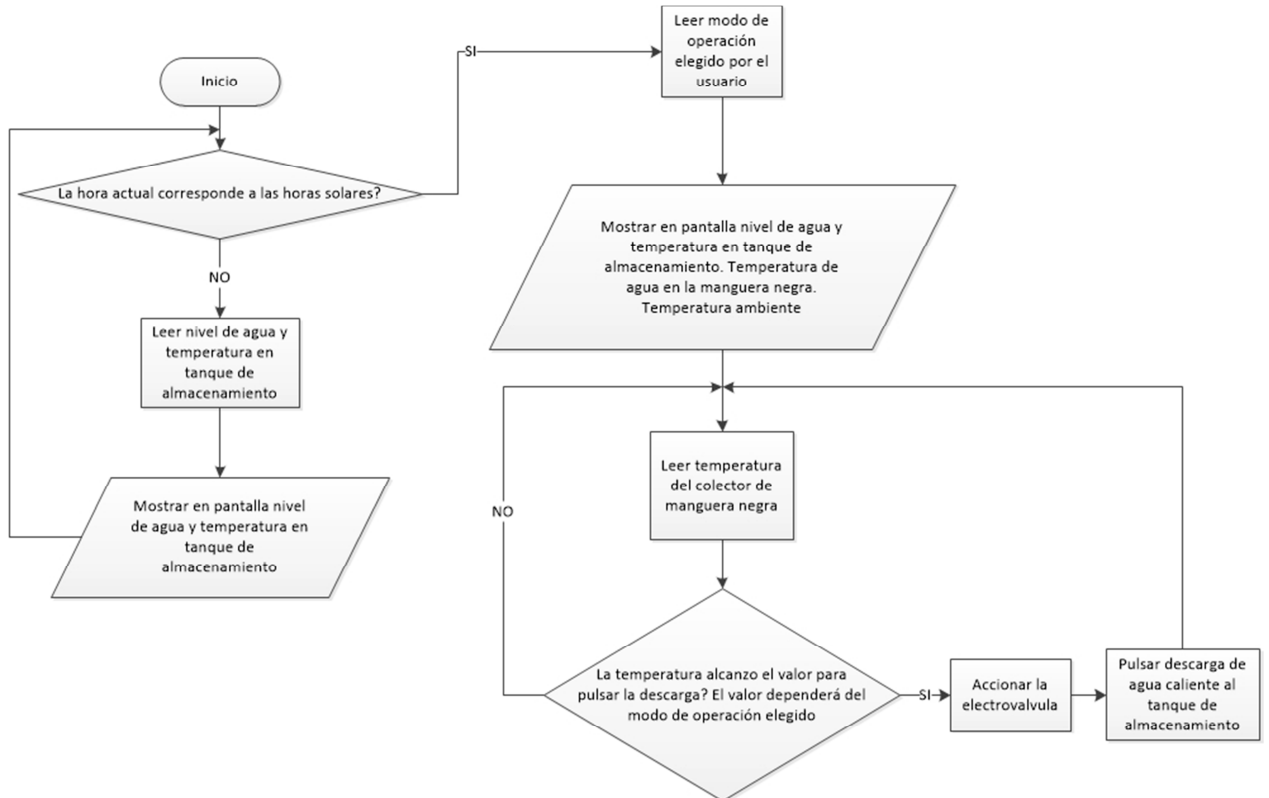 Inicio
La hora actual corresponde a las horas solares?
NO
Leer nivel de agua y
temperatura en
tanque de
almacenamiento
Mostrar en pantalla nivel
de agua y temperatura en
tanque de
almacenamiento
SI
Leer modo de
operación
elegido por el
usuario
Mostrar en pantalla nivel de agua y
temperatura en tanque de
almacenamiento. Temperatura de
agua en la manguera negra.
Temperatura ambiente
Leer temperatura
del colector de
manguera negra
NO
La temperatura alcanzo el valor para
pulsar la descarga? El valor dependerá del
modo de operación elegido
SI
Accionar la
electrovalvula
Pulsar descarga de
agua caliente al
tanque de
almacenamiento